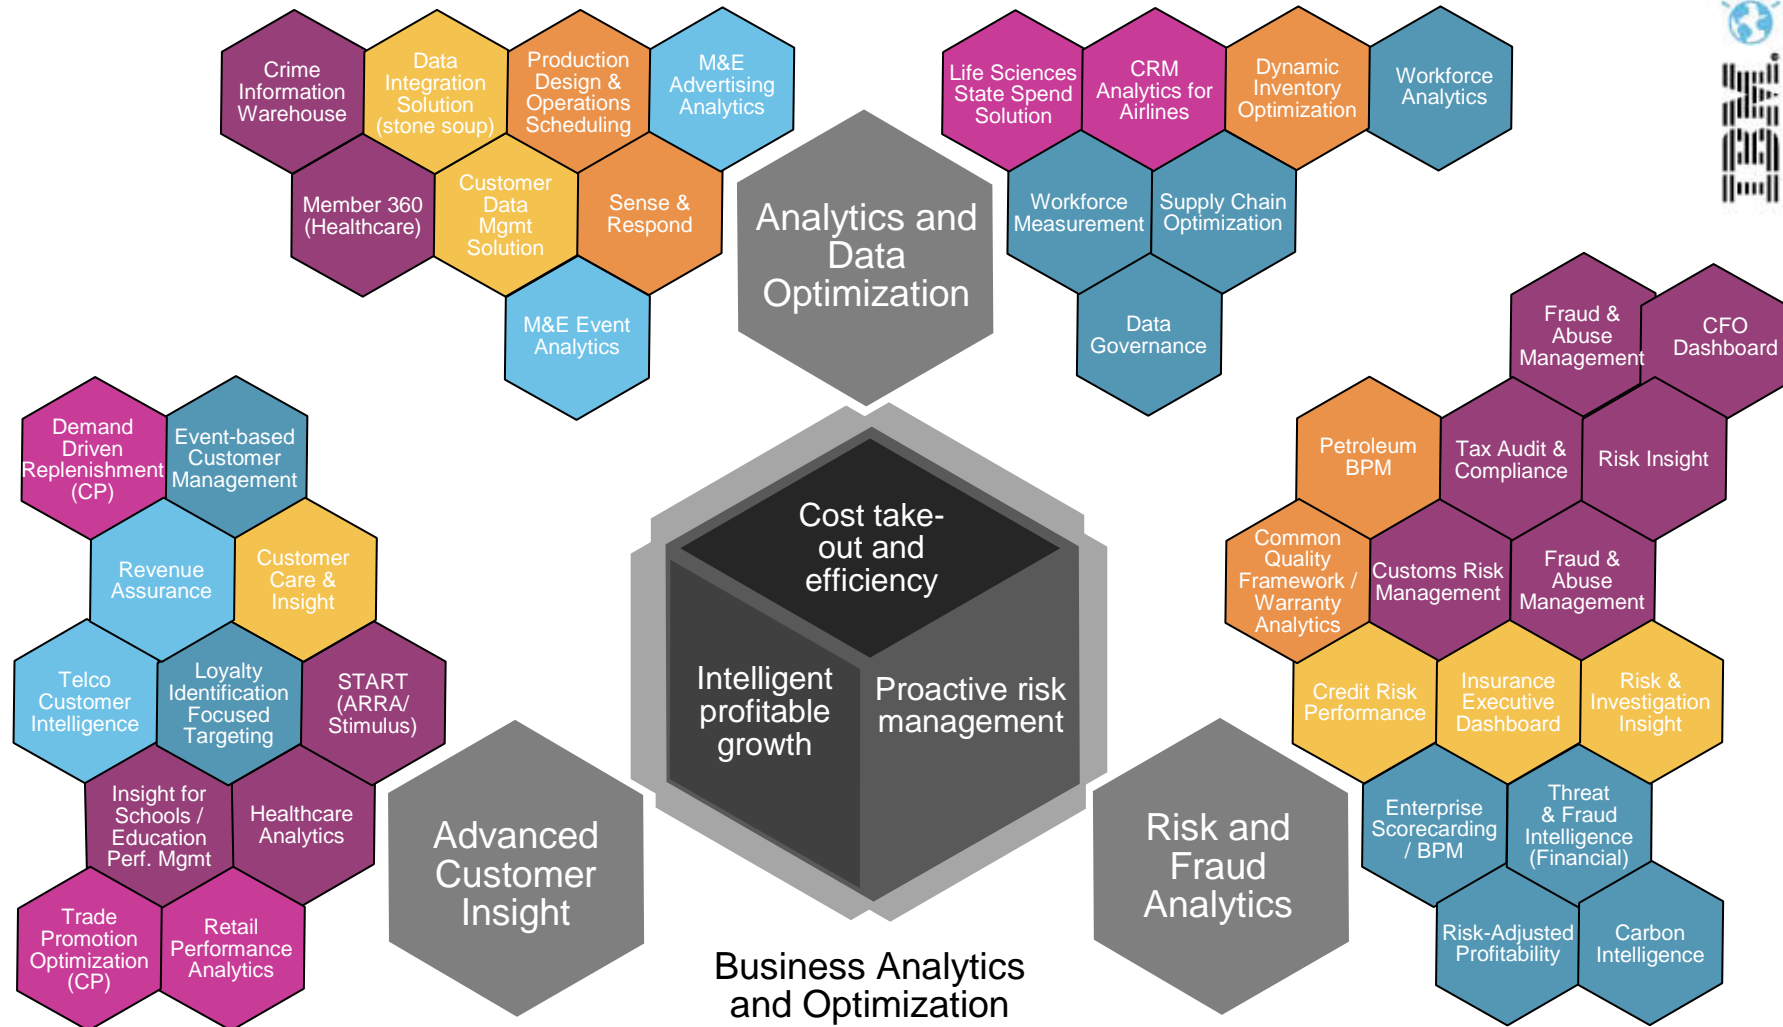 Crime
Information
Warehouse
Data
Integration
Solution
(stone soup)
Production
Design &
Operations
Scheduling
M&E
Advertising
Analytics
Member 360
(Healthcare)
Customer
Data
Mgmt
Solution
Sense &
Respond
M&E Event
Analytics
Analytics and
Data
Optimization
Life Sciences
State Spend
Solution
CRM
Analytics for
Airlines
Dynamic
Inventory
Optimization
Workforce
Analytics
Workforce
Measurement
Supply Chain
Optimization
Data
Governance
IBM
Demand
Driven
Replenishment
(CP)
Event-based
Customer
Management
Revenue
Assurance
Customer
Care &
Insight
Telco
Customer
Intelligence
Loyalty
Identification
Focused
Targeting
START
(ARRA/
Stimulus)
Insight for
Schools /
Education
Perf. Mgmt
Healthcare
Analytics
Trade
Promotion
Optimization
(CP)
Retail
Performance
Analytics
Advanced
Customer
Insight
Cost take-
out and
efficiency
Intelligent
profitable
growth
Proactive risk
management
Business Analytics
and Optimization
Risk and
Fraud
Analytics
Fraud &
Abuse
Management
CFO
Dashboard
Petroleum
BPM
Tax Audit &
Compliance
Risk Insight
Common
Quality
Framework /
Warranty
Analytics
Customs Risk
Management
Fraud &
Abuse
Management
Credit Risk
Performance
Insurance
Executive
Dashboard
Risk &
Investigation
Insight
Enterprise
Scorecarding
/ BPM
Threat
& Fraud
Intelligence
(Financial)
Risk-Adjusted
Profitability
Carbon
Intelligence